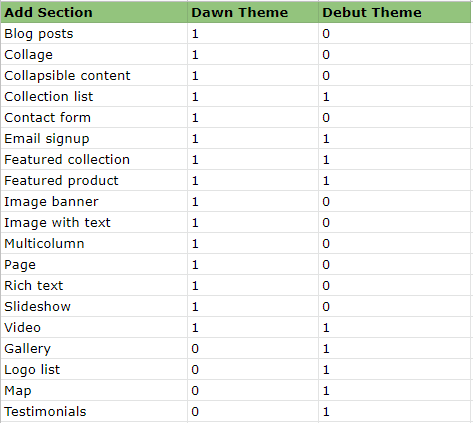 Add Section Dawn Theme Debut Theme
Blog posts 1 0
Collage 1 0
Collapsible content 1 0
Collection list 1 1
Contact form 1 0
Email signup 1 1
Featured collection 1 1
Featured product 1 1
Image banner 1 0
Image with text 1 0
Multicolumn 1 0
Page 1 0
Rich text 1 0
Slideshow 1 0
Video 1 1
Gallery 0 1
Logo list 0 1
Map 0 1
Testimonials 0 1